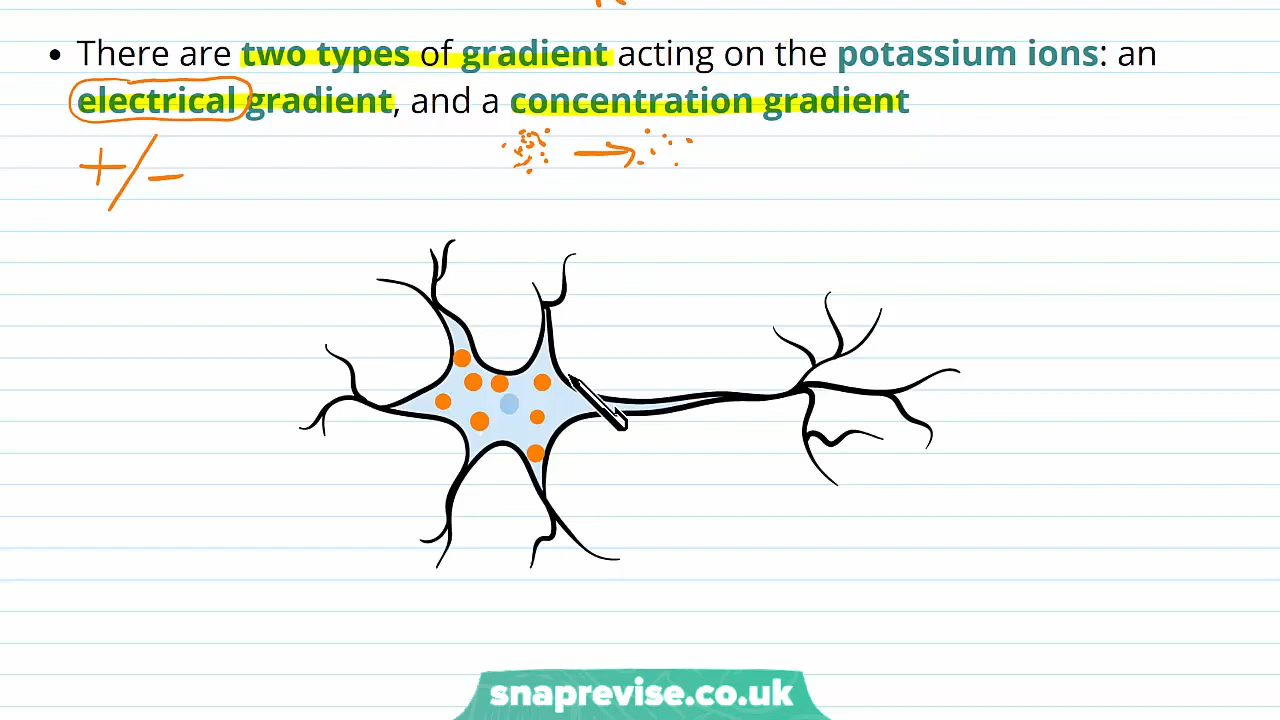 • There are two types of gradient acting on the potassium ions: an
electrical gradient, and a concentration gradient
+/-
snaprevise.co.uk